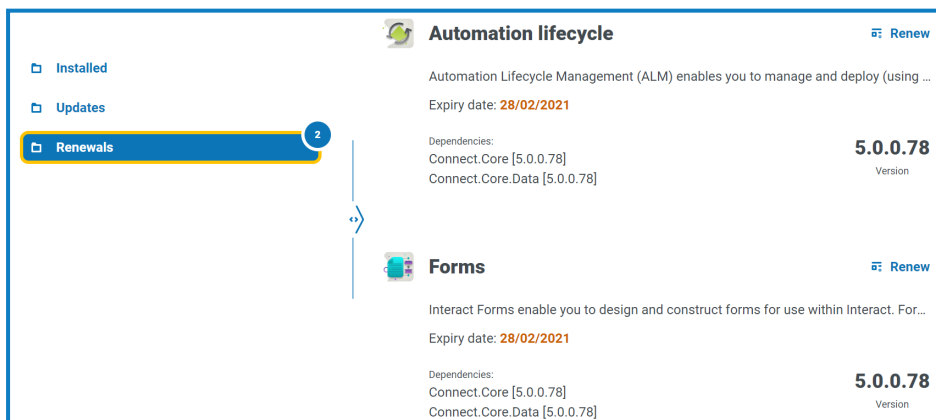 Installed
Updates
Renewals
2
Automation lifecycle
Renew
Automation Lifecycle Management (ALM) enables you to manage and deploy (using ...
Expiry date: 28/02/2021
Dependencies:
Connect.Core [5.0.0.78]
Connect.Core.Data [5.0.0.78]
5.0.0.78
Version
Forms
Renew
Interact Forms enable you to design and construct forms for use within Interact. For...
Expiry date: 28/02/2021
Dependencies:
Connect.Core [5.0.0.78]
Connect.Core.Data [5.0.0.78]
5.0.0.78
Version